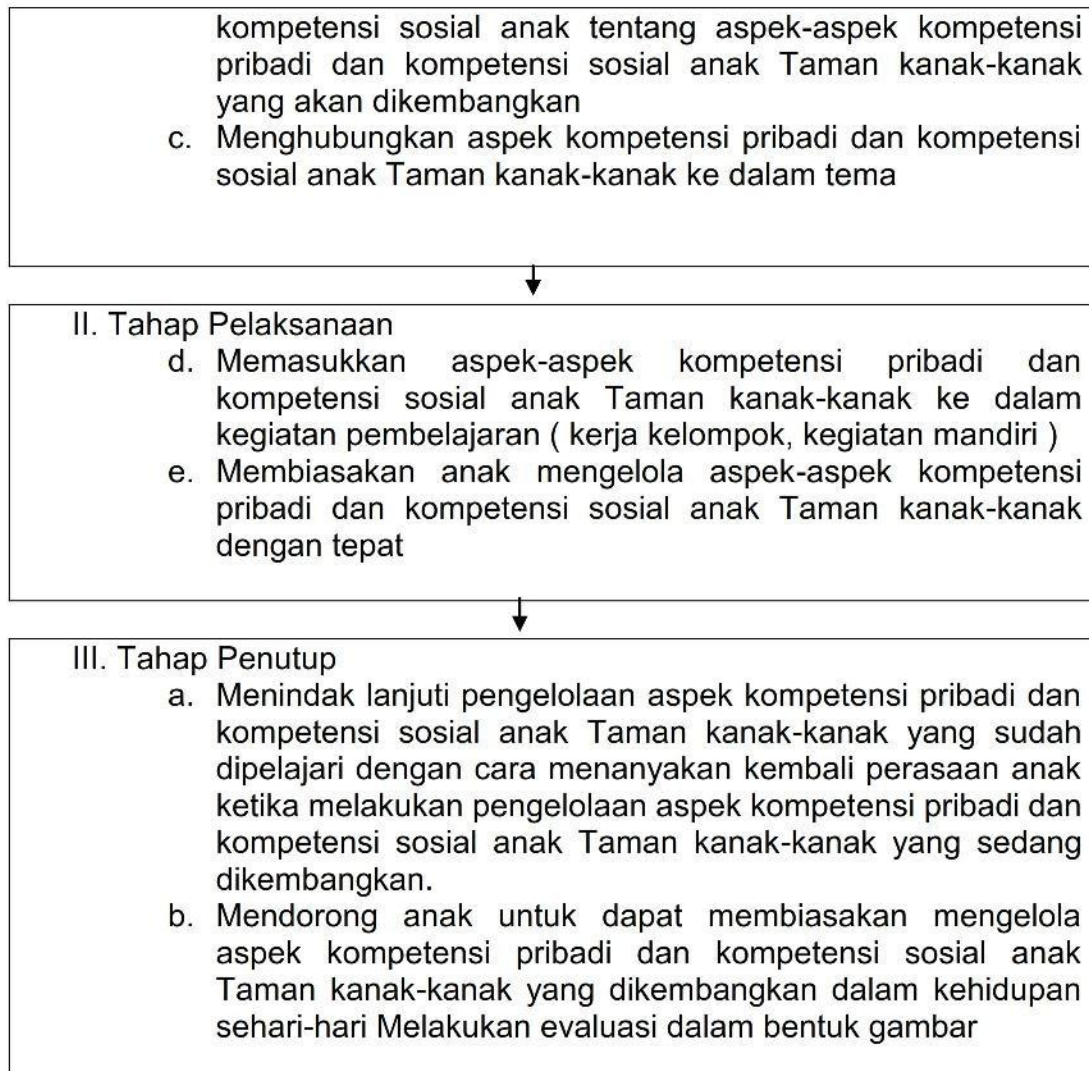 kompetensi sosial anak tentang aspek-aspek kompetensi
pribadi dan kompetensi sosial anak Taman kanak-kanak
yang akan dikembangkan
c. Menghubungkan aspek kompetensi pribadi dan kompetensi
sosial anak Taman kanak-kanak ke dalam tema
II. Tahap Pelaksanaan
d. Memasukkan aspek-aspek kompetensi pribadi dan
kompetensi sosial anak Taman kanak-kanak ke dalam
kegiatan pembelajaran ( kerja kelompok, kegiatan mandiri )
e. Membiasakan anak mengelola aspek-aspek kompetensi
pribadi dan kompetensi sosial anak Taman kanak-kanak
dengan tepat
III. Tahap Penutup
a. Menindak lanjuti pengelolaan aspek kompetensi pribadi dan
kompetensi sosial anak Taman kanak-kanak yang sudah
dipelajari dengan cara menanyakan kembali perasaan anak
ketika melakukan pengelolaan aspek kompetensi pribadi dan
kompetensi sosial anak Taman kanak-kanak yang sedang
dikembangkan.
b. Mendorong anak untuk dapat membiasakan mengelola
aspek kompetensi pribadi dan kompetensi sosial anak
Taman kanak-kanak yang dikembangkan dalam kehidupan
sehari-hari Melakukan evaluasi dalam bentuk gambar